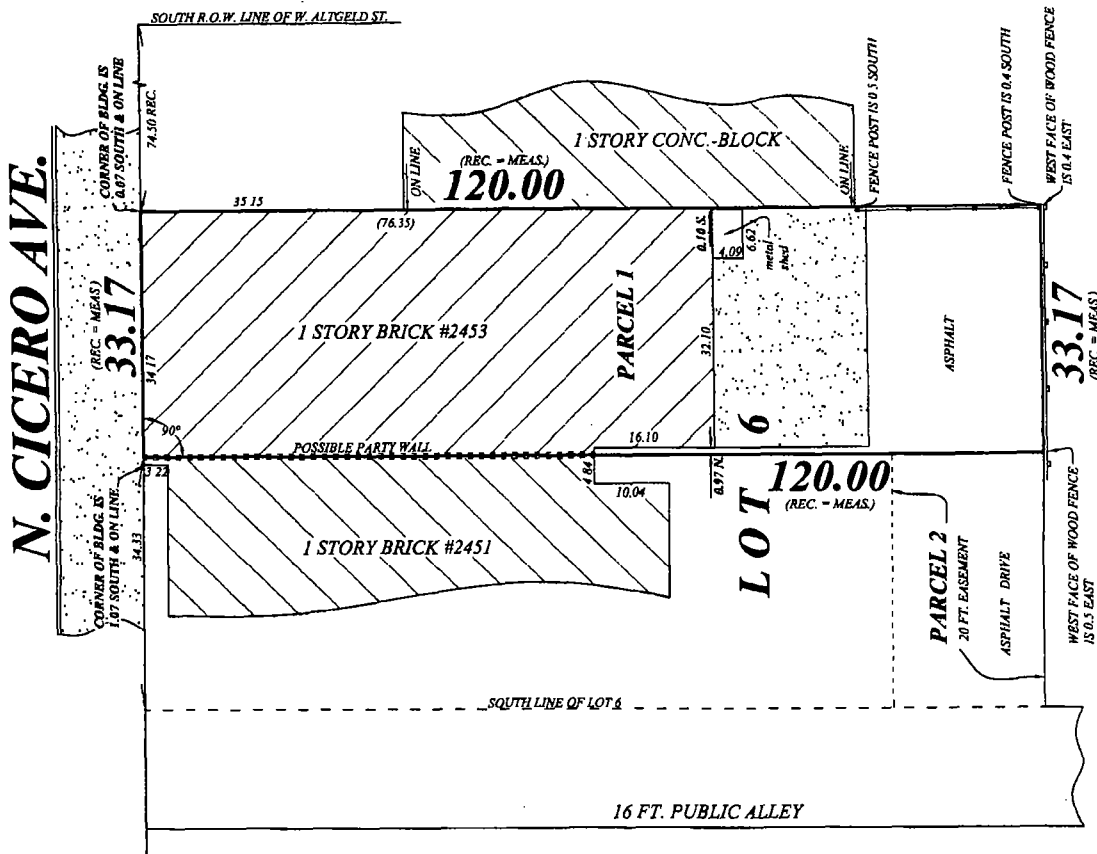 SOUTH R.O.W. LINE OF W. ALTGELD ST.
N. CICERO AVE.
CORNER OF BLDG. IS
0.07 SOUTH & ON LINE
74.50 REC.
33.17
(REC. = MEAS)
34.17
90°
CORNER OF BLDG. IS
1.07 SOUTH & ON LINE
34.33
3.22
35.15
(76.35)
ON LINE
(REC. = MEAS.)
120.00
1 STORY CONC.-BLOCK
ON LINE
FENCE POST IS 0.5 SOUTH
FENCE POST IS 0.4 SOUTH
WEST FACE OF WOOD FENCE
IS 0.4 EAST
1 STORY BRICK #2453
PARCEL 1
32.10
0.10 S.
4.09
6.62
metal
shed
ASPHALT
33.17
(REC. = MEAS)
POSSIBLE PARTY WALL
16.10
4.84
10.04
0.97 N.
LOT 6
120.00
(REC. = MEAS.)
1 STORY BRICK #2451
PARCEL 2
20 FT. EASEMENT
ASPHALT DRIVE
WEST FACE OF WOOD FENCE
IS 0.5 EAST
SOUTH LINE OF LOT 6
16 FT. PUBLIC ALLEY